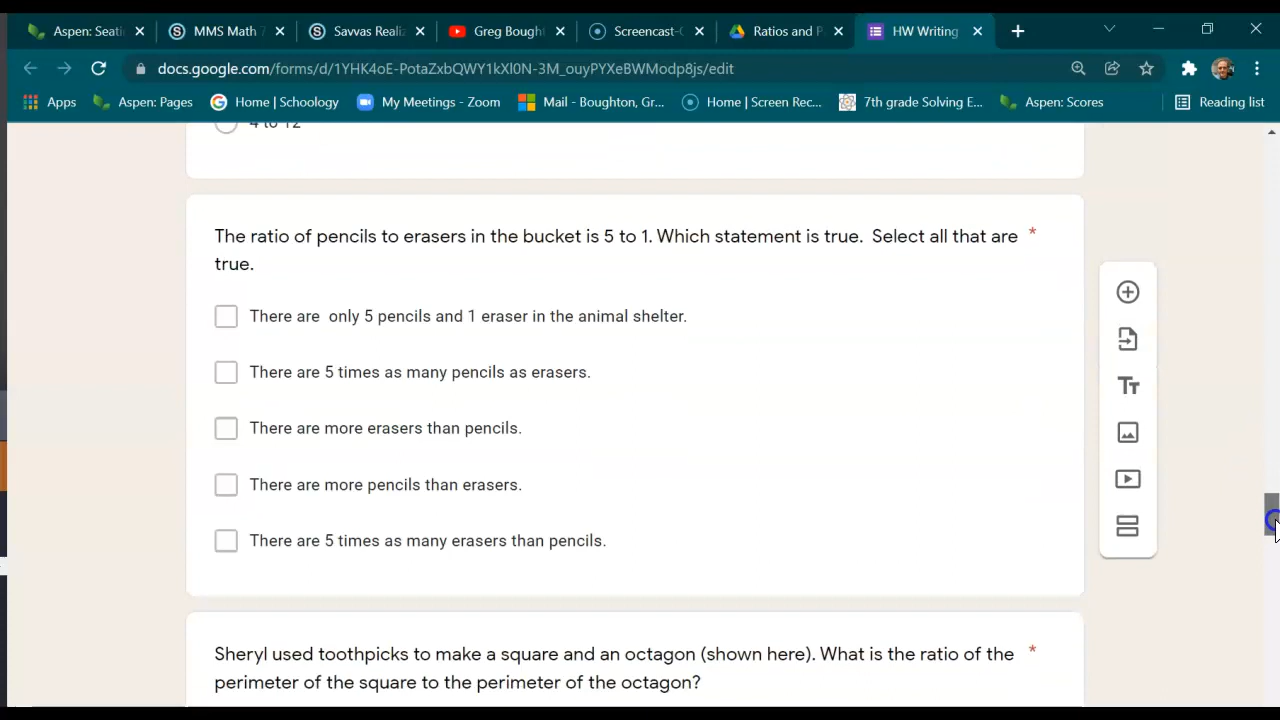 Aspen: Seati
MMS Math 7
Savvas Realiz
Greg Bought
Screencast-O
Ratios and P
HW Writing
docs.google.com/forms/d/1YHK4oE-PotaZxbQWY1kXl0N-3M_ouyPYXeBWModp8js/edit
Apps
Aspen: Pages
Home | Schoology
My Meetings - Zoom
Mail - Boughton, Gr...
Home | Screen Rec...
7th grade Solving E...
Aspen: Scores
Reading list
4 to 12
The ratio of pencils to erasers in the bucket is 5 to 1. Which statement is true.  Select all that are *
true.
There are  only 5 pencils and 1 eraser in the animal shelter.
There are 5 times as many pencils as erasers.
There are more erasers than pencils.
There are more pencils than erasers.
There are 5 times as many erasers than pencils.
Sheryl used toothpicks to make a square and an octagon (shown here). What is the ratio of the *
perimeter of the square to the perimeter of the octagon?